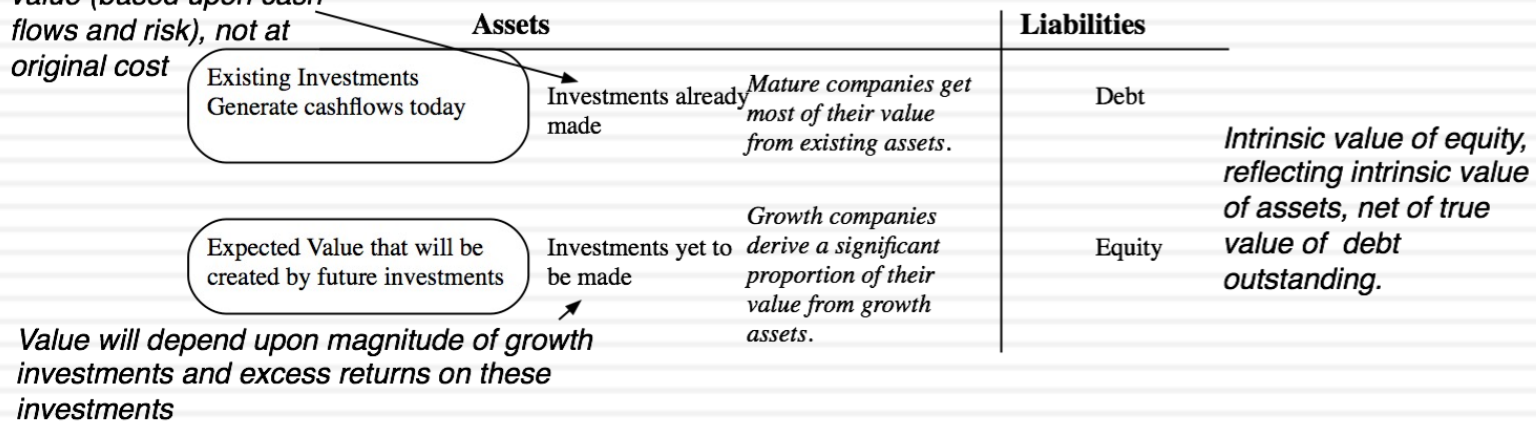 value (based upon cash
flows and risk), not at
original cost
Assets
Liabilities
Existing Investments
Generate cashflows today
Investments already
made
Mature companies get
most of their value
from existing assets.
Debt
Expected Value that will be
created by future investments
Investments yet to
be made
Growth companies
derive a significant
proportion of their
value from growth
assets.
Equity
Intrinsic value of equity,
reflecting intrinsic value
of assets, net of true
value of debt
outstanding.
Value will depend upon magnitude of growth
investments and excess returns on these
investments